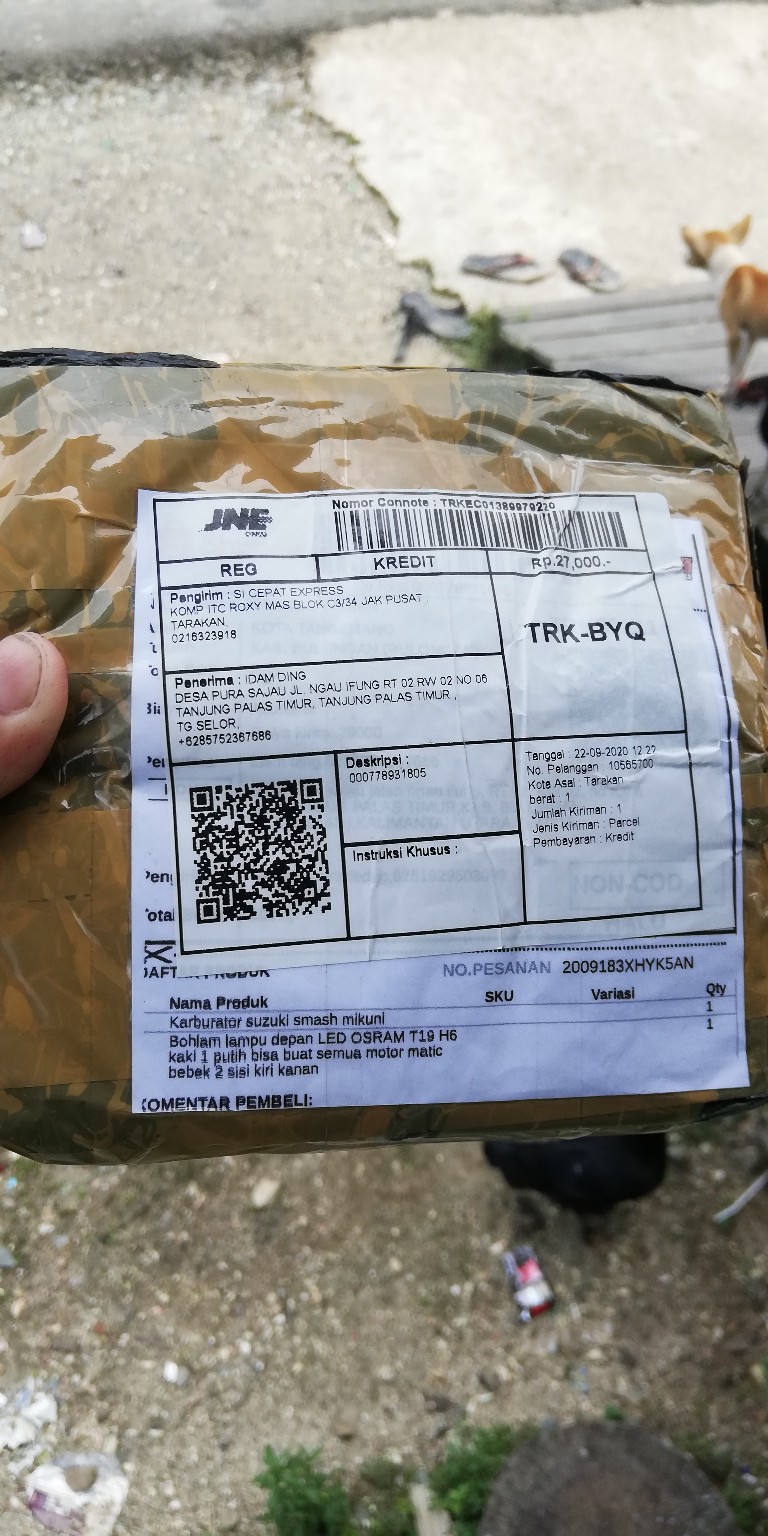 Nomor Connote : TRKEC01389979220
JNE
REG
KREDIT
Rp.27,000.-
Pengirim : SI CEPAT EXPRESS
KOMP ITC ROXY MAS BLOK C3/34 JAK PUSAT ,
TARAKAN,
0216323918
TRK-BYQ
Penerima : IDAM DING
DESA PURA SAJAU JL. NGAU IFUNG RT 02 RW 02 NO 06
TANJUNG PALAS TIMUR, TANJUNG PALAS TIMUR ,
TG.SELOR,
+6285752367686
Deskripsi :
000778931805
Instruksi Khusus :
Tanggal : 22-09-2020 12:22
No. Pelanggan : 10565700
Kota Asal : Tarakan
berat : 1
Jumlah Kiriman : 1
Jenis Kiriman : Parcel
Pembayaran : Kredit
NON-COD
NO.PESANAN 2009183XHYK5AN
Nama Produk SKU Variasi Qty
Karburator suzuki smash mikuni 1
Bohlam lampu depan LED OSRAM T19 H6 1
kaki 1 putih bisa buat semua motor matic
bebek 2 sisi kiri kanan
KOMENTAR PEMBELI: